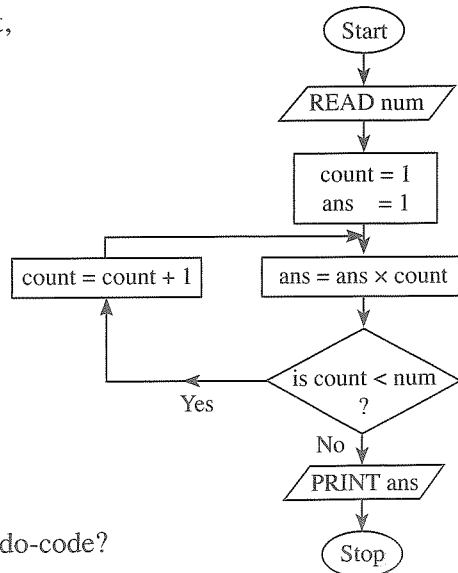 Start
READ num
count = 1
ans = 1
count = count + 1
ans = ans × count
is count < num
?
Yes
No
PRINT ans
do-code?
Stop